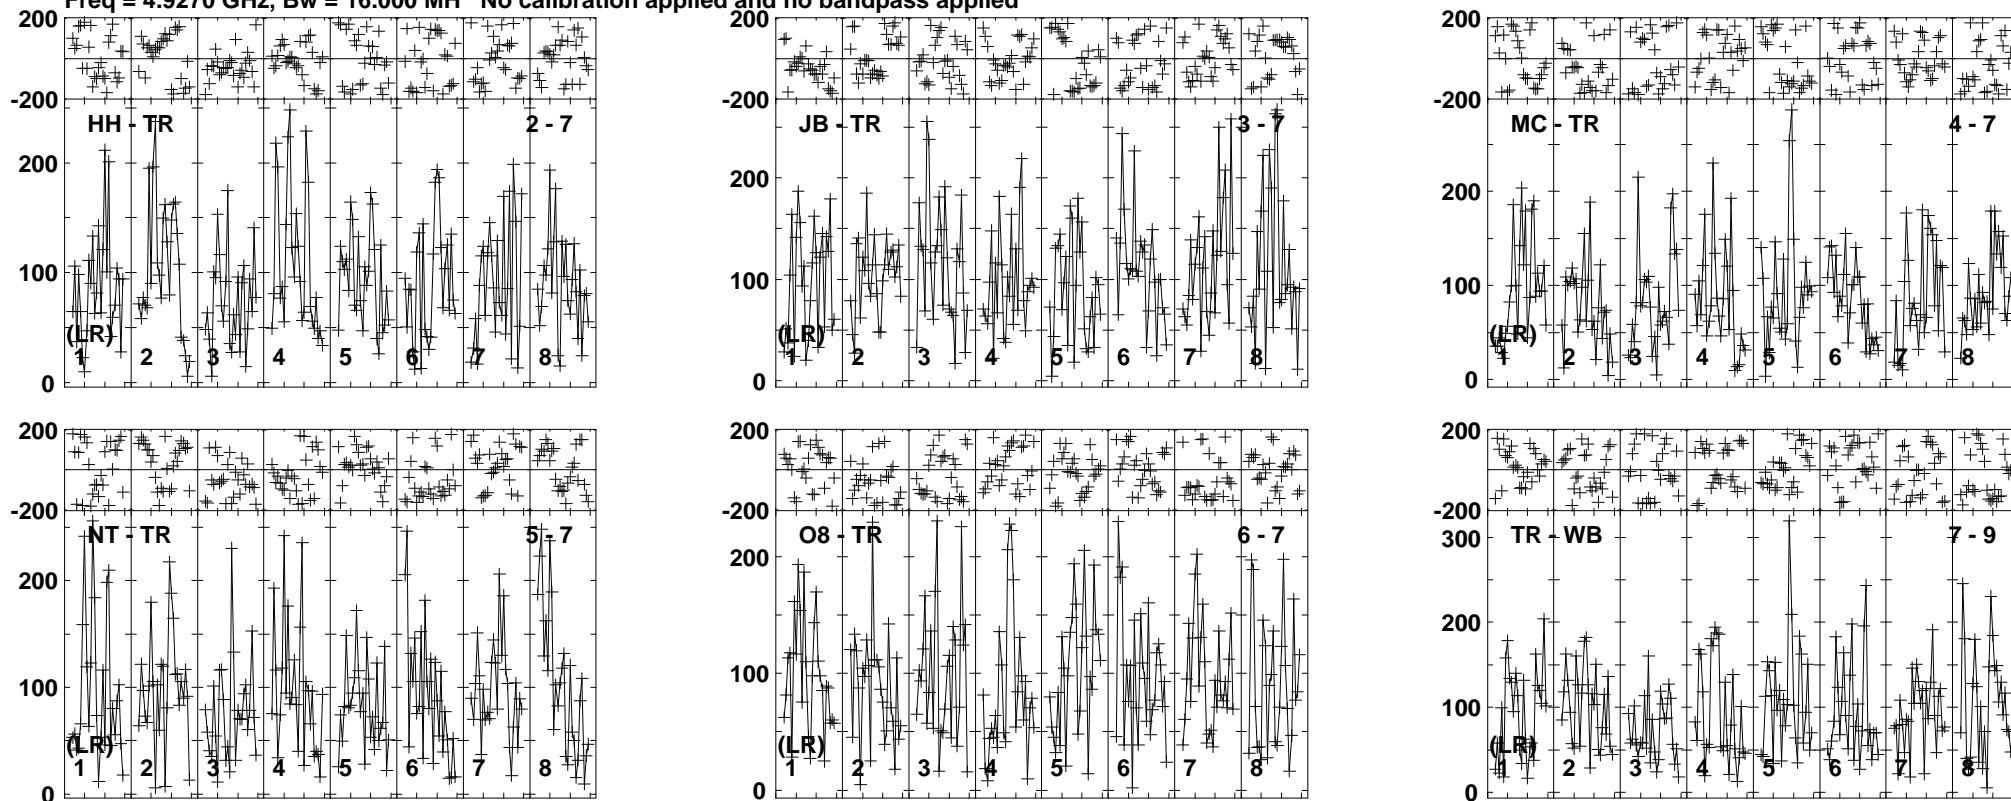 Freq = 4.9270 GHz, Bw = 16.000 MH No calibration applied and no bandpass applied
200
-200
HH - TR 2 - 7
200
100
0
(LR)
1 2 3 4 5 6 7 8
200
-200
JB - TR 3 - 7
200
100
0
(LR)
1 2 3 4 5 6 7 8
200
-200
MC - TR 4 - 7
200
100
0
(LR)
1 2 3 4 5 6 7 8
200
-200
NT - TR 5 - 7
200
100
0
(LR)
1 2 3 4 5 6 7 8
200
-200
O8 - TR 6 - 7
200
100
0
(LR)
1 2 3 4 5 6 7 8
200
-200
TR - WB 7 - 9
300
200
100
0
(LR)
1 2 3 4 5 6 7 8